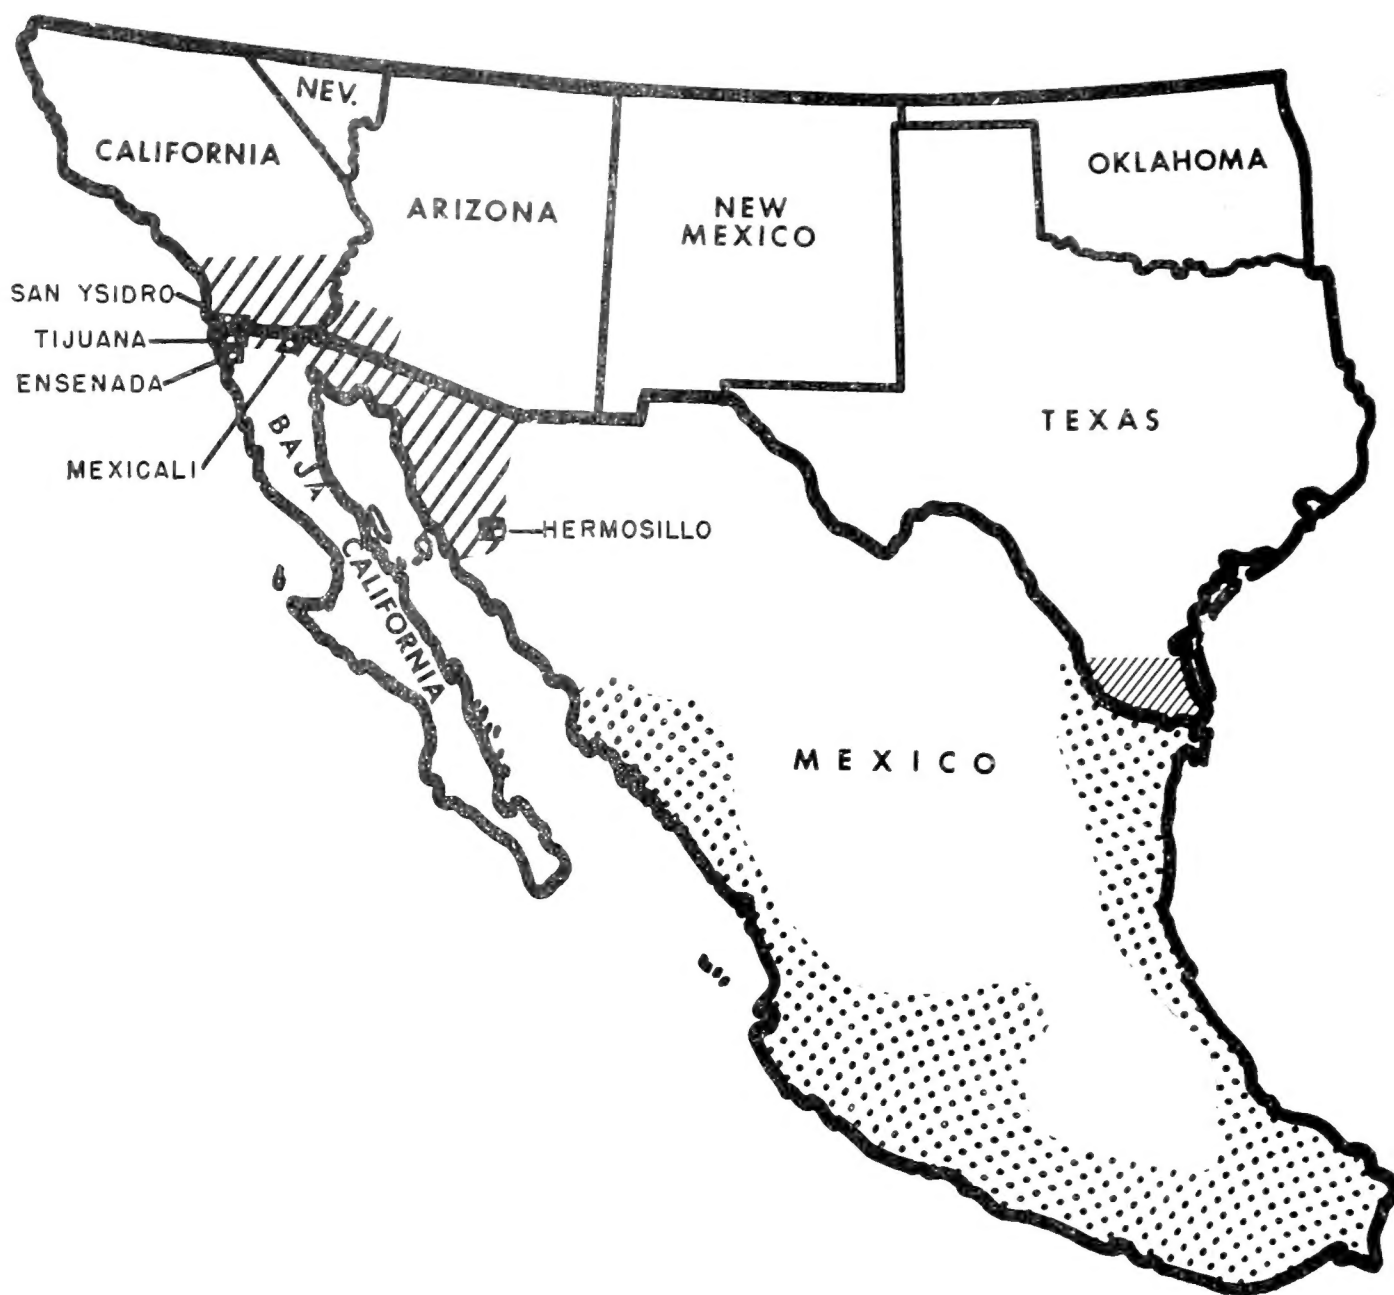 NEV.
CALIFORNIA
OKLAHOMA
ARIZONA
NEW
MEXICO
SAN YSIDRO
TIJUANA
ENSENADA
TEXAS
BAJA
MEXICALI
HERMOSILLO
CALIFORNIA
MEXICO